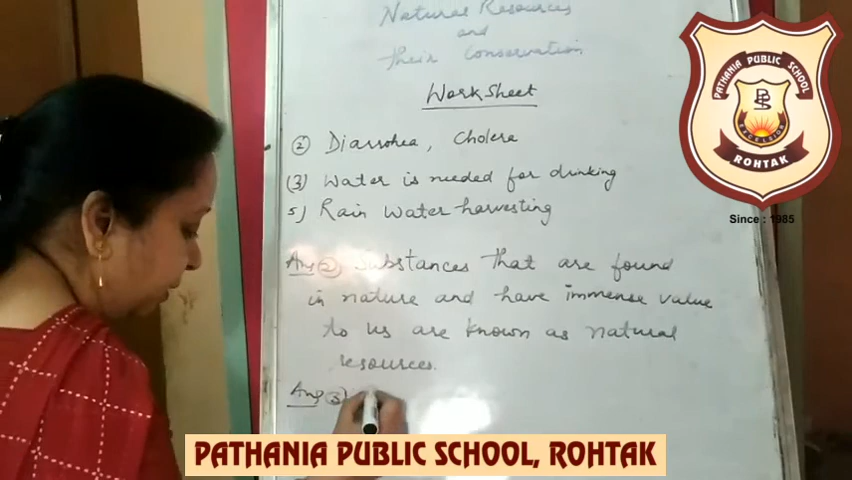 Natural Resources
and
their Conservation
Worksheet
② Diarrohea, Cholera
(3) Water is needed for drinking
5) Rain Water harvesting
Ans ② Substances that are found
in nature and have immense value
to us are known as natural
resources.
Ans ③
PATHANIA PUBLIC SCHOOL
PPS
EXCELSIOR
ROHTAK
Since : 1985
PATHANIA PUBLIC SCHOOL, ROHTAK